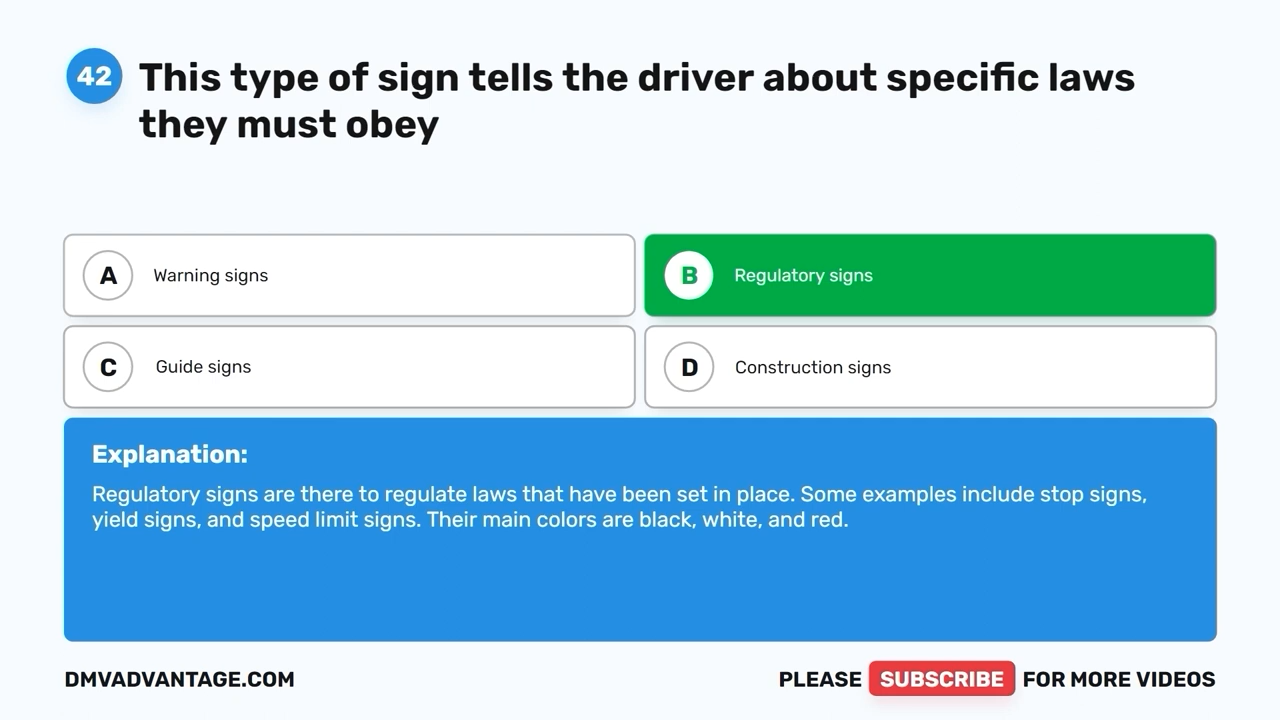 42
This type of sign tells the driver about specific laws
they must obey
A Warning signs
B Regulatory signs
C Guide signs
D Construction signs
Explanation:
Regulatory signs are there to regulate laws that have been set in place. Some examples include stop signs,
yield signs, and speed limit signs. Their main colors are black, white, and red.
DMVADVANTAGE.COM
PLEASE SUBSCRIBE FOR MORE VIDEOS